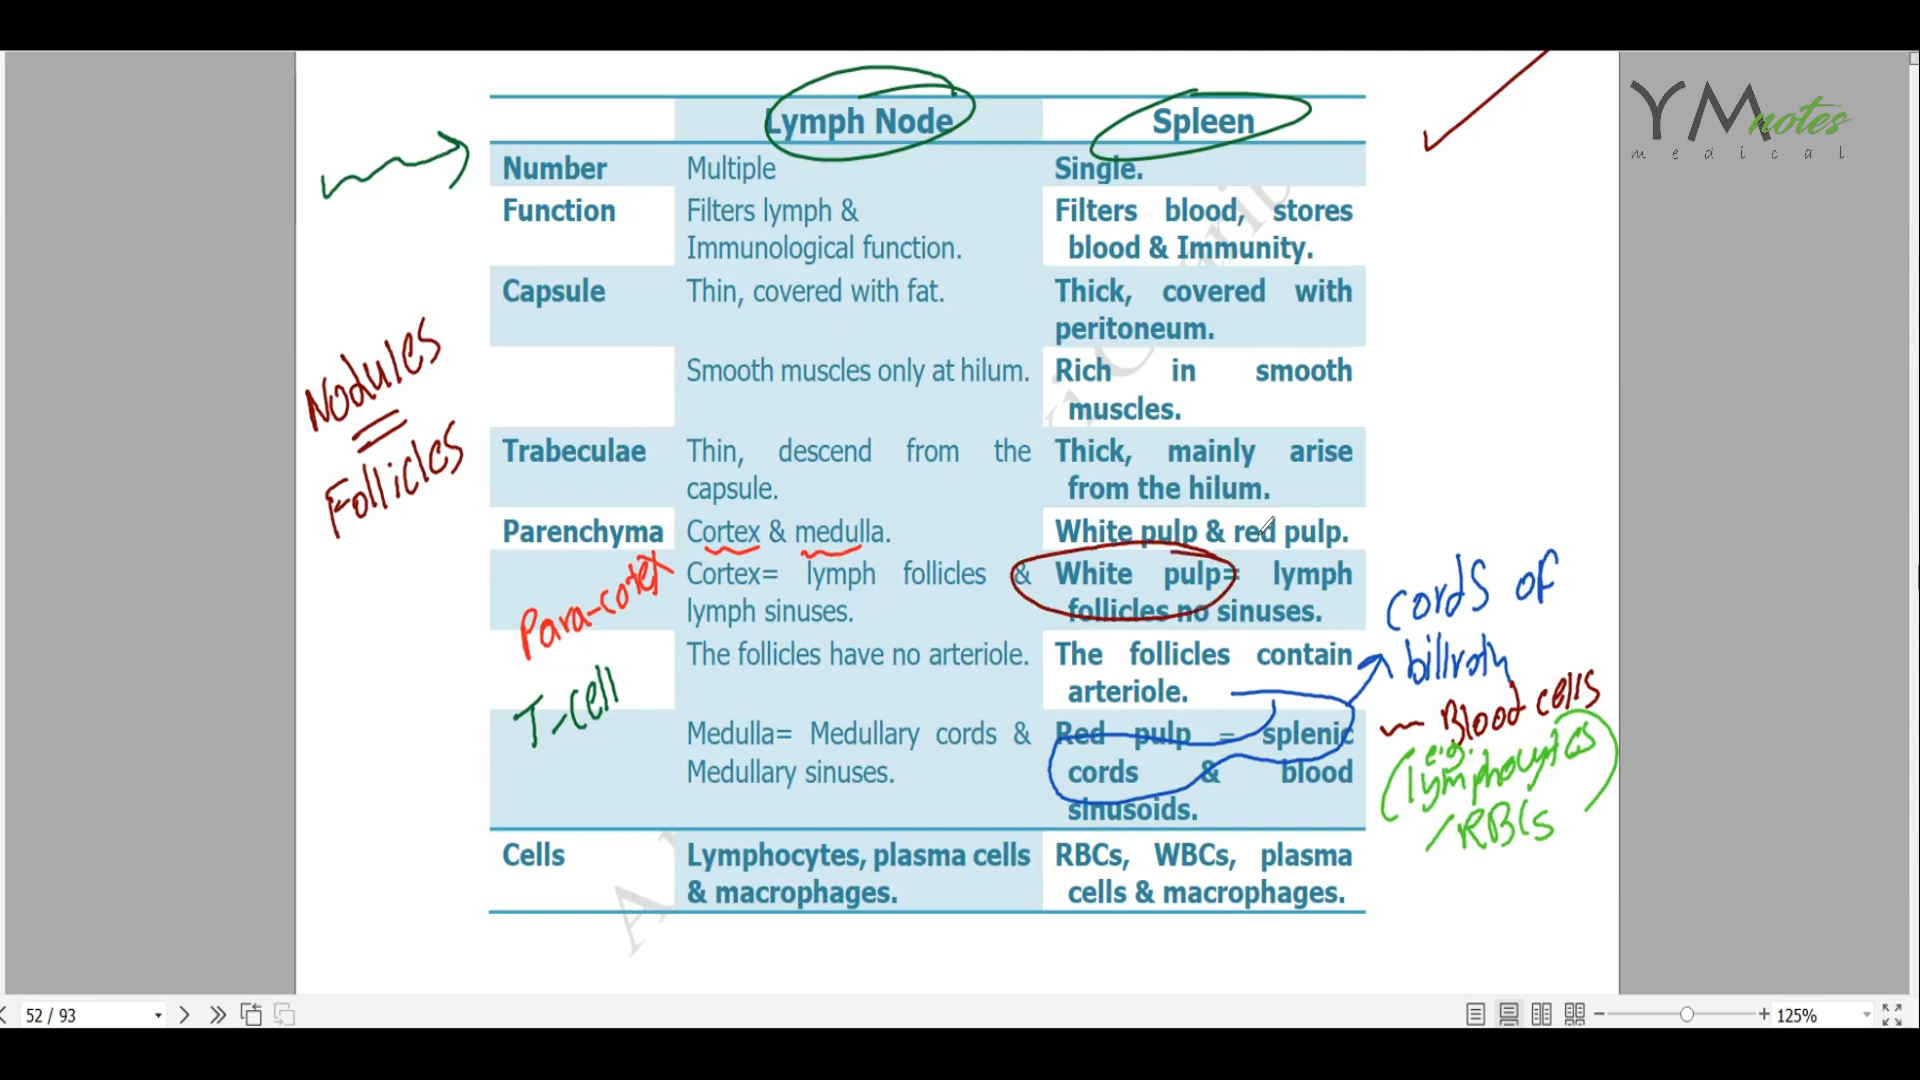 YM notes
medical
Lymph Node Spleen
Number Multiple Single.
Function Filters lymph & Filters blood, stores
Immunological function. blood & Immunity.
Capsule Thin, covered with fat. Thick, covered with
peritoneum.
Smooth muscles only at hilum. Rich in smooth
muscles.
Trabeculae Thin, descend from the Thick, mainly arise
capsule. from the hilum.
Parenchyma Cortex & medulla. White pulp & red pulp.
Cortex= lymph follicles & White pulp= lymph
lymph sinuses. follicles no sinuses.
The follicles have no arteriole. The follicles contain
arteriole.
Medulla= Medullary cords & Red pulp = splenic
Medullary sinuses. cords & blood
sinusoids.
Cells Lymphocytes, plasma cells RBCs, WBCs, plasma
& macrophages. cells & macrophages.
Nodules
=
Follicles
Para-cotex
T-cell
cords of
billroth
Blood cells
(e.g.
lymphocytes)
/RBCs
52 / 93
125%